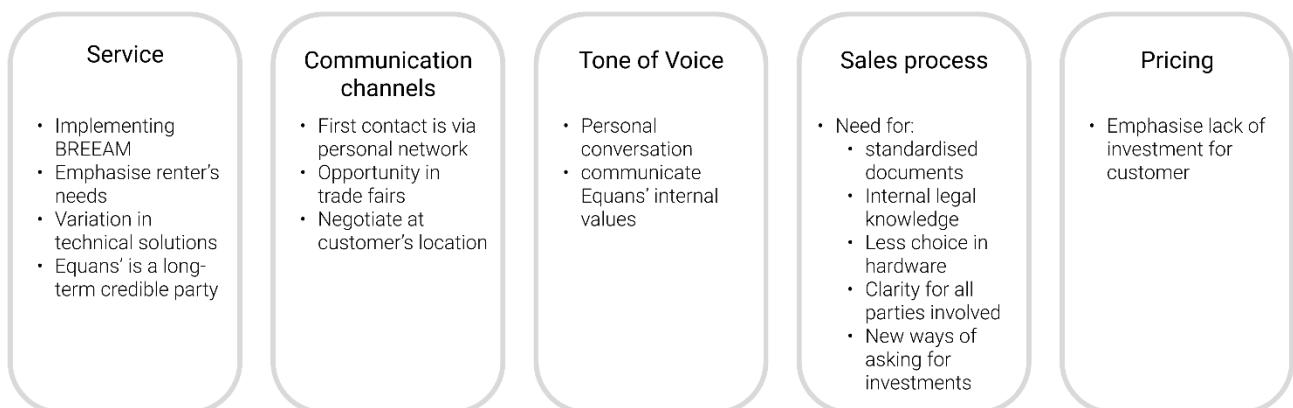 Service
• Implementing
BREEAM
• Emphasise renter's
needs
• Variation in
technical solutions
• Equans' is a long-
term credible party
Communication
channels
• First contact is via
personal network
• Opportunity in
trade fairs
• Negotiate at
customer's location
Tone of Voice
• Personal
conversation
• communicate
Equans' internal
values
Sales process
• Need for:
• standardised
documents
• Internal legal
knowledge
• Less choice in
hardware
• Clarity for all
parties involved
• New ways of
asking for
investments
Pricing
• Emphasise lack of
investment for
customer